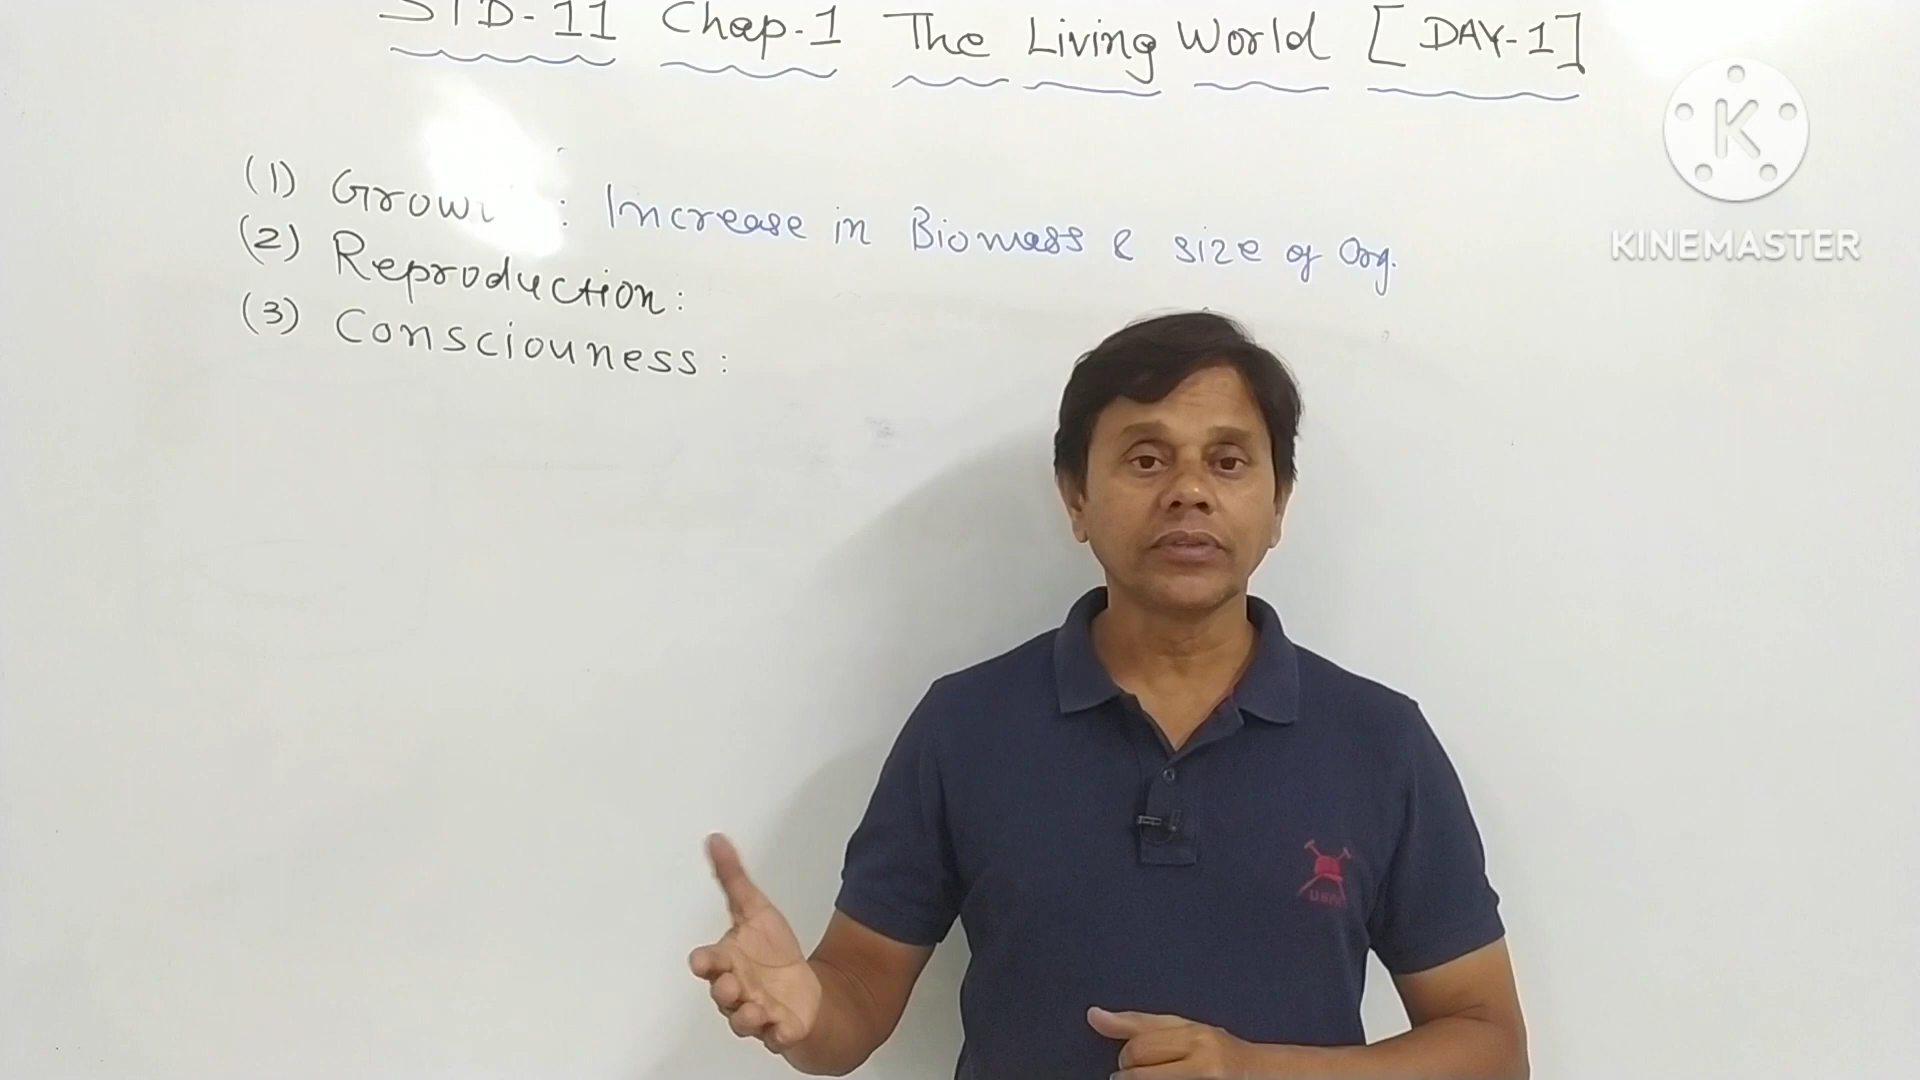 STD-11 Chap-1 The Living World [DAY-1]
(1) : Increase in Biomass & size of Org.
(2) Reproduction:
(3) Consciouness:
KINEMASTER